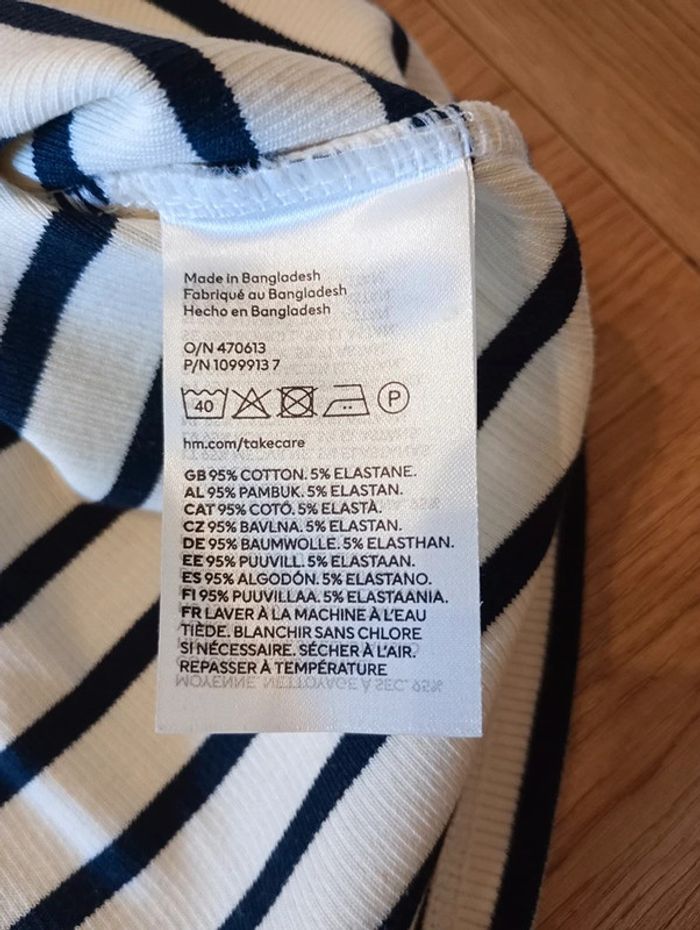 Made in Bangladesh
Fabriqué au Bangladesh
Hecho en Bangladesh
O/N 470613
P/N 1099913 7
40 P
hm.com/takecare
GB 95% COTTON. 5% ELASTANE.
AL 95% PAMBUK. 5% ELASTAN.
CAT 95% COTÓ. 5% ELASTÀ.
CZ 95% BAVLNA. 5% ELASTAN.
DE 95% BAUMWOLLE. 5% ELASTHAN.
EE 95% PUUVILL. 5% ELASTAAN.
ES 95% ALGODÓN. 5% ELASTANO.
FI 95% PUUVILLAA. 5% ELASTAANIA.
FR LAVER À LA MACHINE À L'EAU
TIÈDE. BLANCHIR SANS CHLORE
SI NÉCESSAIRE. SÉCHER À L'AIR.
REPASSER À TEMPÉRATURE